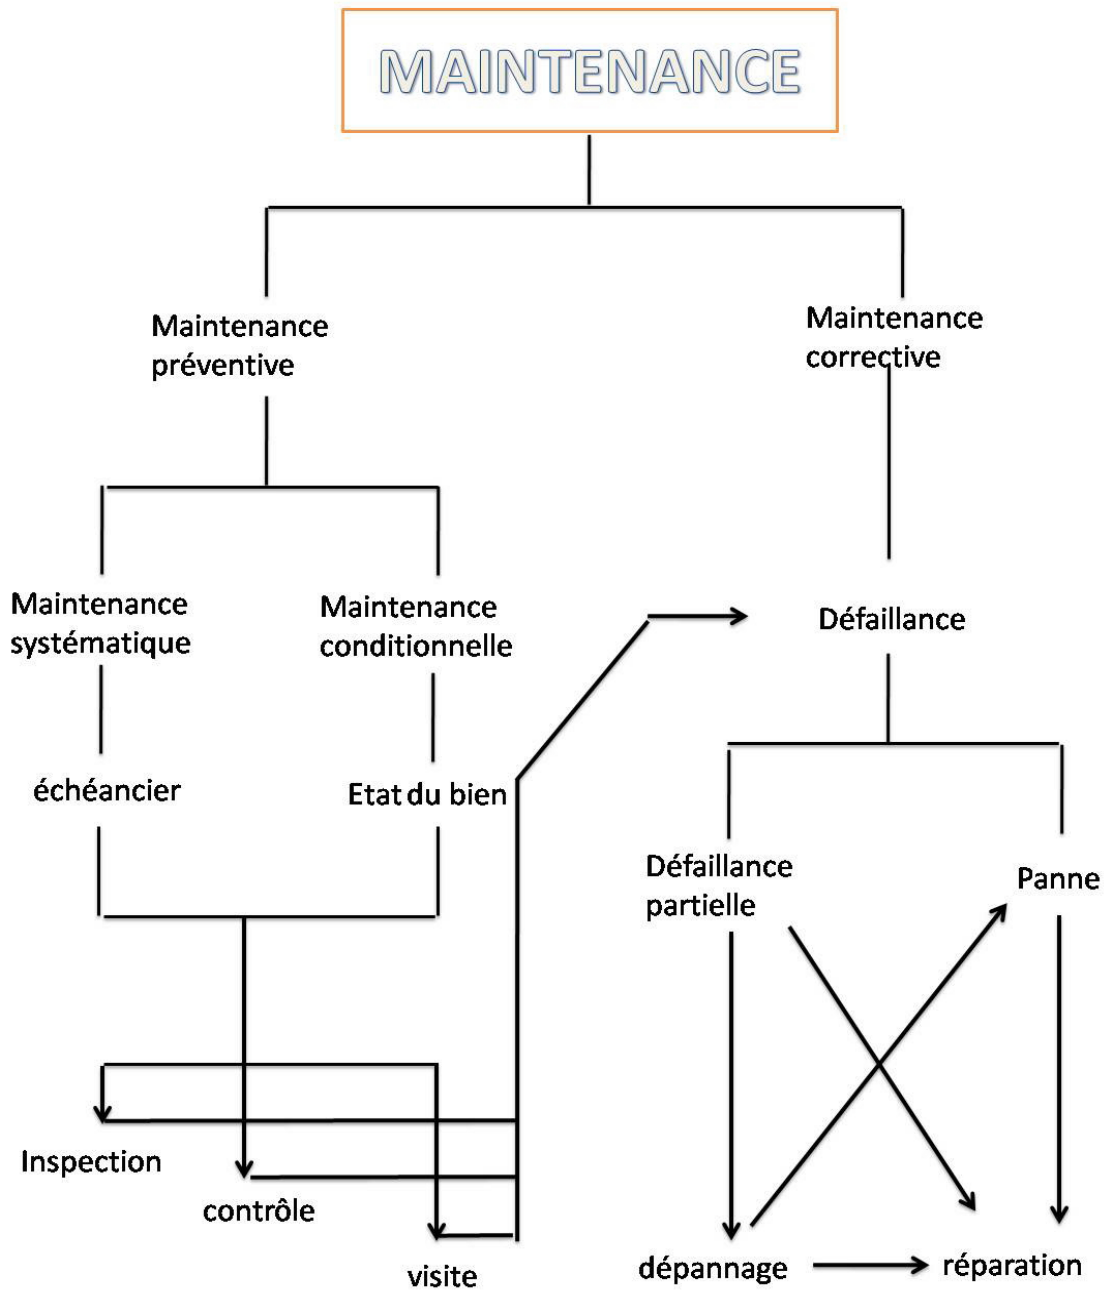 MAINTENANCE
Maintenance
préventive
Maintenance
corrective
Maintenance
systématique
Maintenance
conditionnelle
Défaillance
échéancier
Etat du bien
Défaillance
partielle
Panne
Inspection
contrôle
visite
dépannage
réparation